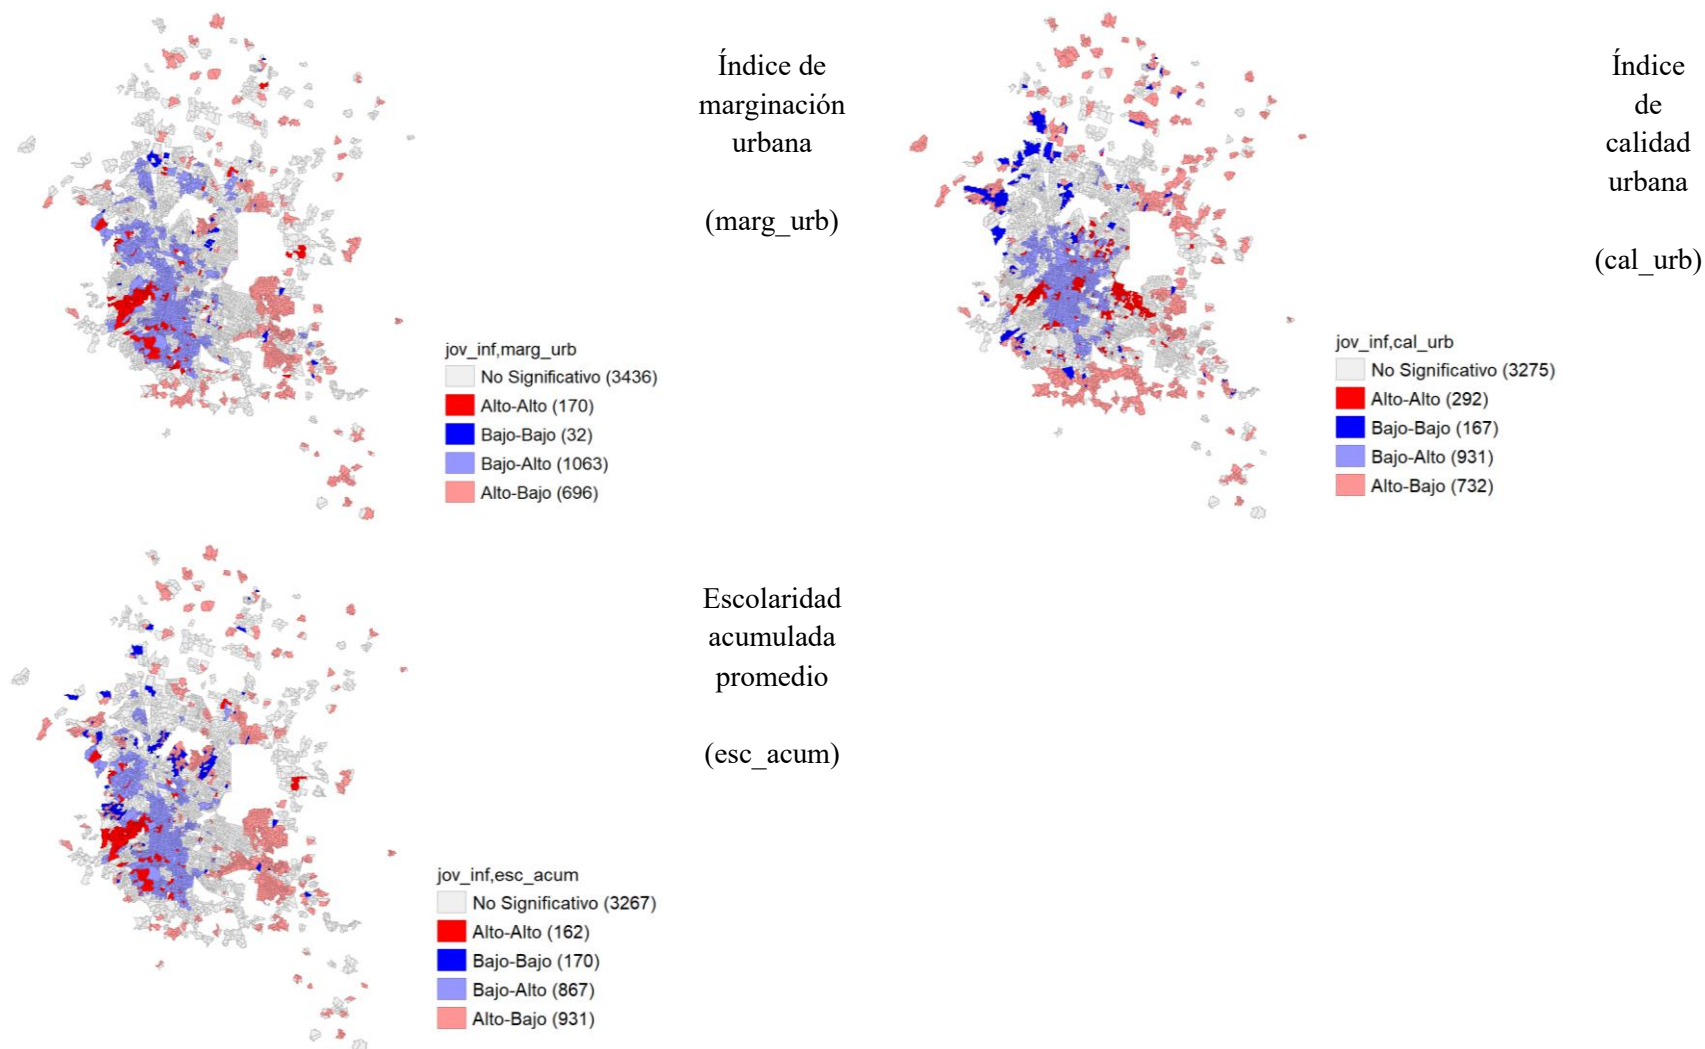 Índice de
marginación
urbana
(marg_urb)
jov_inf,marg_urb
No Significativo (3436)
Alto-Alto (170)
Bajo-Bajo (32)
Bajo-Alto (1063)
Alto-Bajo (696)
Índice
de
calidad
urbana
(cal_urb)
jov_inf,cal_urb
No Significativo (3275)
Alto-Alto (292)
Bajo-Bajo (167)
Bajo-Alto (931)
Alto-Bajo (732)
Escolaridad
acumulada
promedio
(esc_acum)
jov_inf,esc_acum
No Significativo (3267)
Alto-Alto (162)
Bajo-Bajo (170)
Bajo-Alto (867)
Alto-Bajo (931)